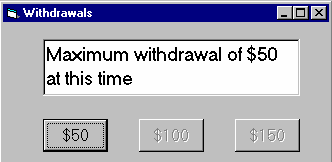 Withdrawals
Maximum withdrawal of $50
at this time
$50 $100 $150